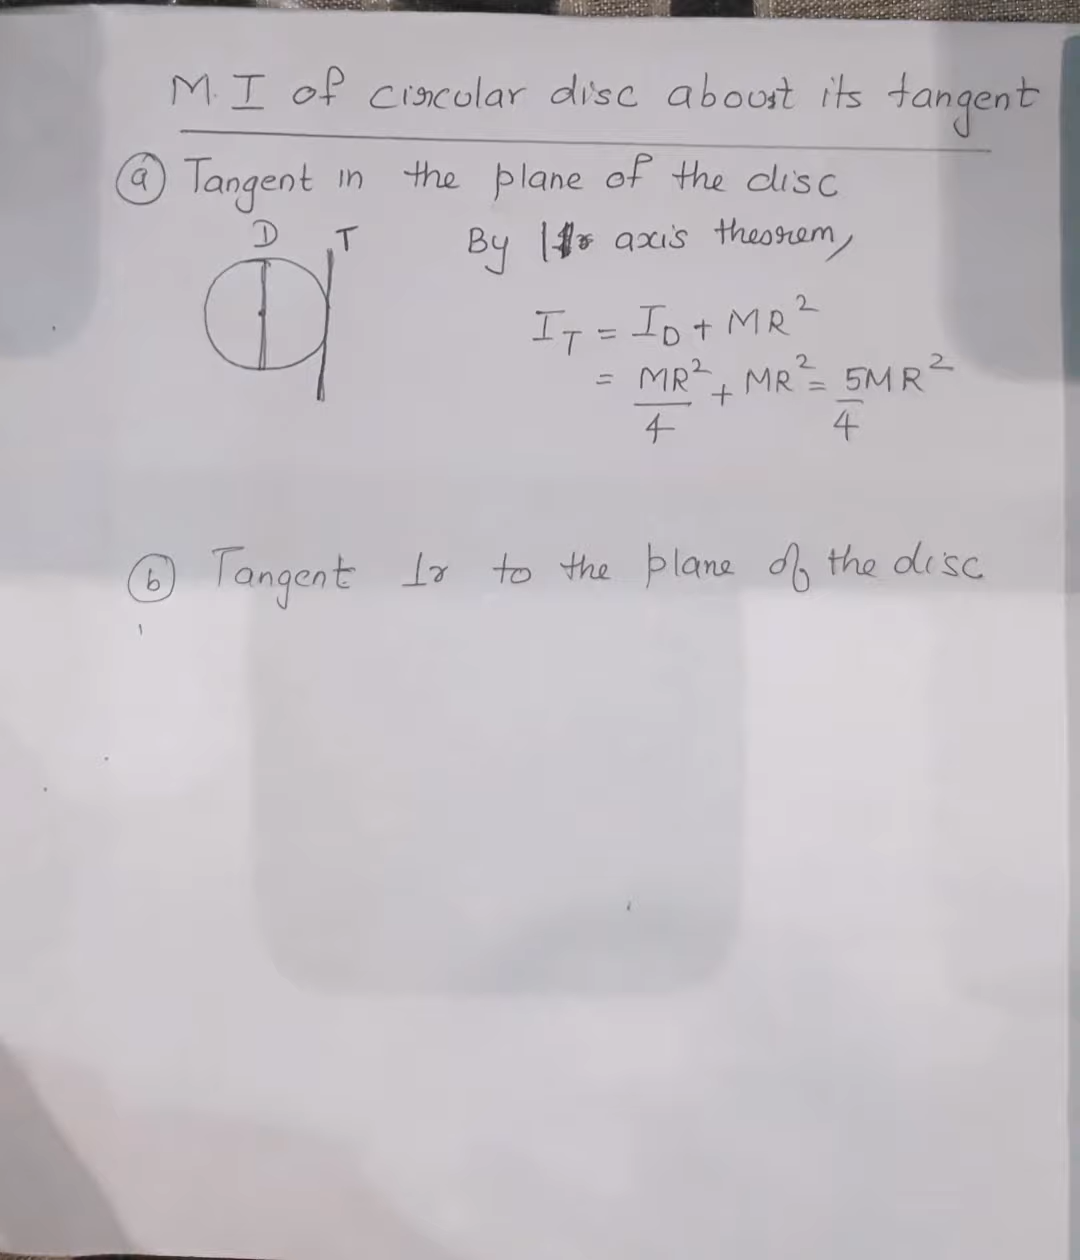 M.I of circular disc about its tangent
(a) Tangent in the plane of the disc
D T
By ||r axis theorem,
I_T = I_D + MR²
= MR²/4 + MR² = 5MR²/4
(b) Tangent ⊥r to the plane of the disc